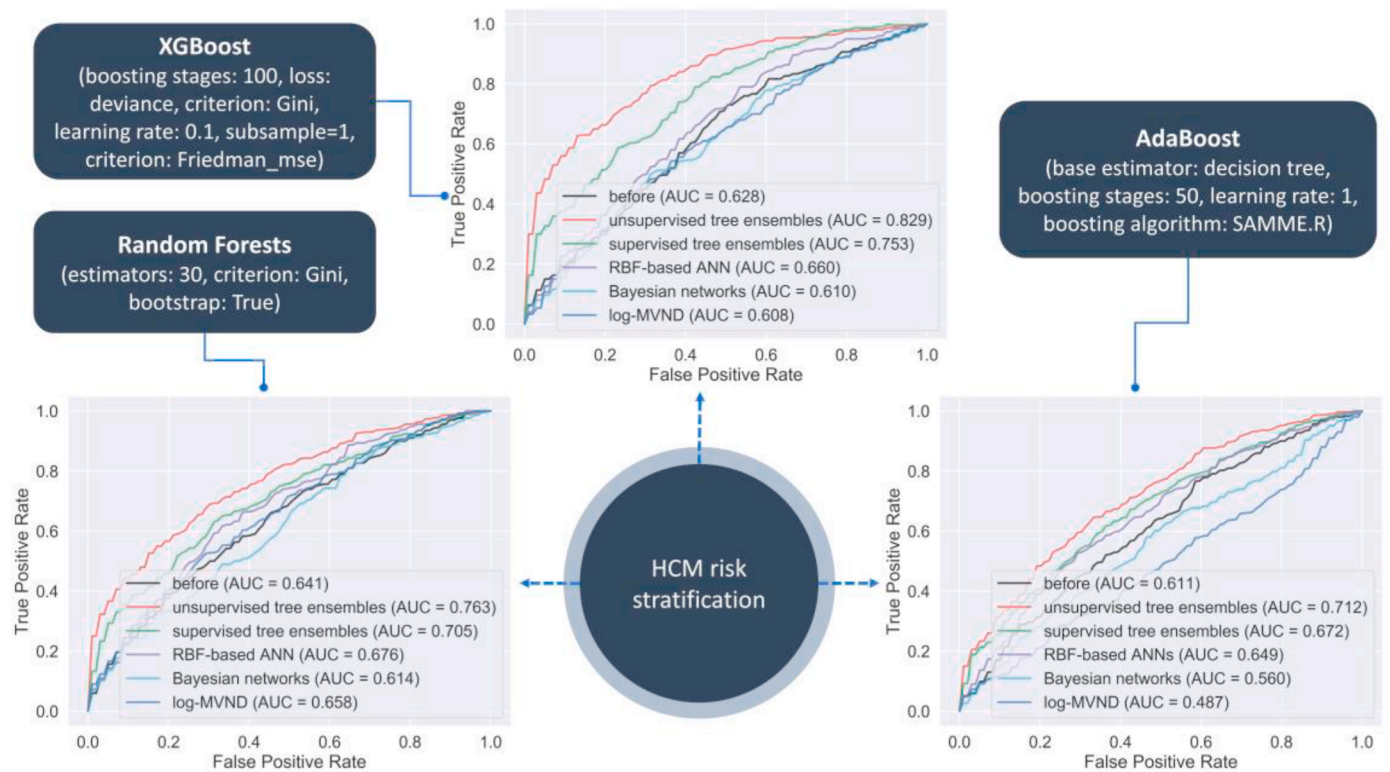 XGBoost
(boosting stages: 100, loss:
deviance, criterion: Gini,
learning rate: 0.1, subsample=1,
criterion: Friedman_mse)
Random Forests
(estimators: 30, criterion: Gini,
bootstrap: True)
AdaBoost
(base estimator: decision tree,
boosting stages: 50, learning rate: 1,
boosting algorithm: SAMME.R)
True Positive Rate
1.0
0.8
0.6
0.4
0.2
0.0
before (AUC = 0.628)
unsupervised tree ensembles (AUC = 0.829)
supervised tree ensembles (AUC = 0.753)
RBF-based ANN (AUC = 0.660)
Bayesian networks (AUC = 0.610)
log-MVND (AUC = 0.608)
0.0 0.2 0.4 0.6 0.8 1.0
False Positive Rate
True Positive Rate
1.0
0.8
0.6
0.4
0.2
0.0
before (AUC = 0.641)
unsupervised tree ensembles (AUC = 0.763)
supervised tree ensembles (AUC = 0.705)
RBF-based ANN (AUC = 0.676)
Bayesian networks (AUC = 0.614)
log-MVND (AUC = 0.658)
0.0 0.2 0.4 0.6 0.8 1.0
False Positive Rate
HCM risk
stratification
True Positive Rate
1.0
0.8
0.6
0.4
0.2
0.0
before (AUC = 0.611)
unsupervised tree ensembles (AUC = 0.712)
supervised tree ensembles (AUC = 0.672)
RBF-based ANNs (AUC = 0.649)
Bayesian networks (AUC = 0.560)
log-MVND (AUC = 0.487)
0.0 0.2 0.4 0.6 0.8 1.0
False Positive Rate